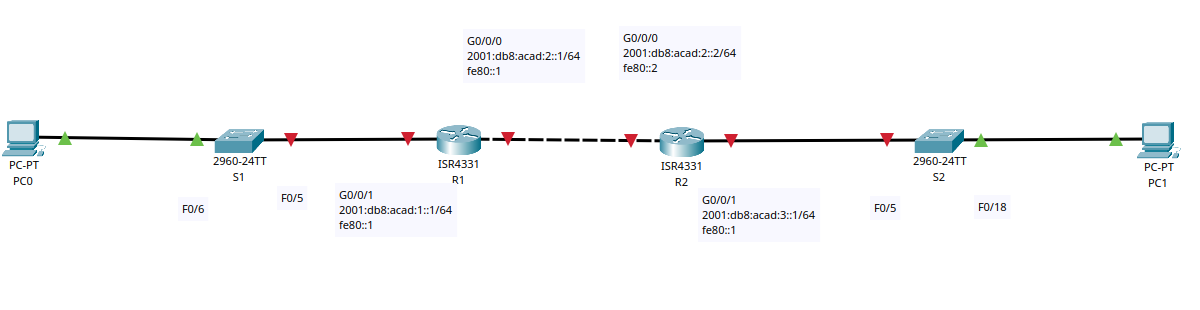 G0/0/0
2001:db8:acad:2::1/64
fe80::1
G0/0/0
2001:db8:acad:2::2/64
fe80::2
PC-PT
PC0
2960-24TT
S1
ISR4331
R1
ISR4331
R2
2960-24TT
S2
PC-PT
PC1
F0/6
F0/5
G0/0/1
2001:db8:acad:1::1/64
fe80::1
G0/0/1
2001:db8:acad:3::1/64
fe80::1
F0/5
F0/18